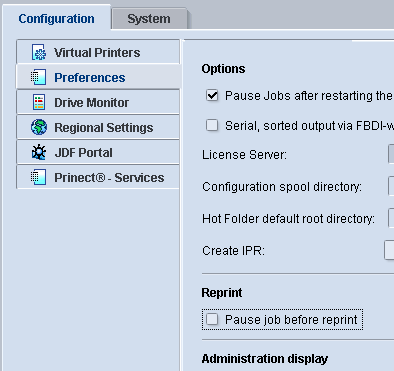 Configuration
System
Virtual Printers
Preferences
Drive Monitor
Regional Settings
JDF Portal
Prinect® - Services
Options
Pause Jobs after restarting the
Serial, sorted output via FBDI-w
License Server:
Configuration spool directory:
Hot Folder default root directory:
Create IPR:
Reprint
Pause job before reprint
Administration display